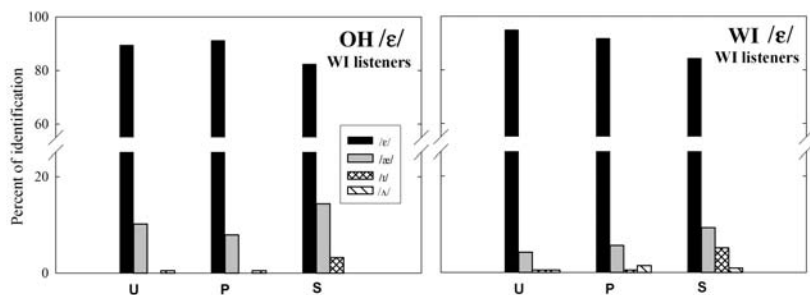 100
80
60
20
0
Percent of identification
OH /ɛ/
WI listeners
/ɛ/
/æ/
/ɪ/
/ʌ/
U P S
WI /ɛ/
WI listeners
U P S